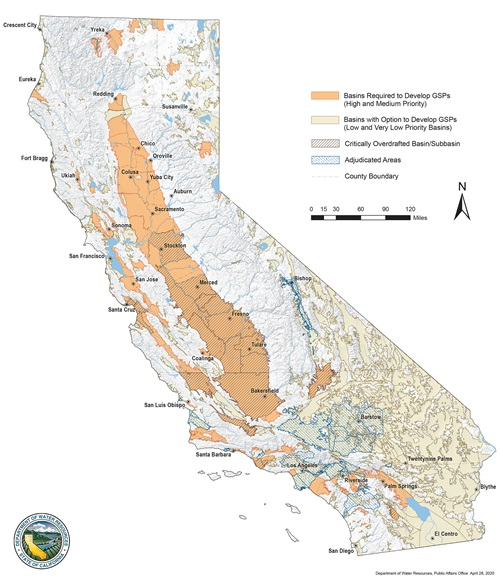 Crescent City
Yreka
Eureka
Redding
Susanville
Basins Required to Develop GSPs
(High and Medium Priority)
Basins with Option to Develop GSPs
(Low and Very Low Priority Basins)
Critically Overdrafted Basin/Subbasin
Adjudicated Areas
County Boundary
N
0 15 30 60 90 120
Miles
Chico
Fort Bragg
Oroville
Ukiah
Colusa
Yuba City
Auburn
Sacramento
Sonoma
Stockton
San Francisco
San Jose
Merced
Bishop
Santa Cruz
Fresno
Tulare
Coalinga
Bakersfield
San Luis Obispo
Barstow
Santa Barbara
Twentynine Palms
Los Angeles
Riverside
Palm Springs
Blythe
El Centro
San Diego
DEPARTMENT OF WATER RESOURCES
STATE OF CALIFORNIA
Department of Water Resources, Public Affairs Office April 28, 2020